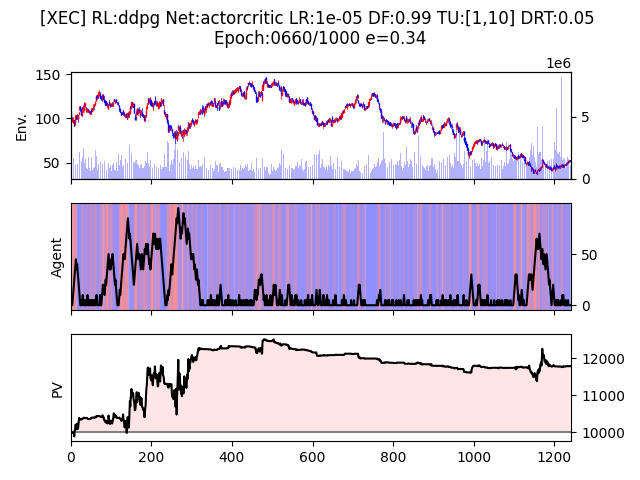 [XEC] RL:ddpg Net:actorcritic LR:1e-05 DF:0.99 TU:[1,10] DRT:0.05
Epoch:0660/1000 e=0.34
1e6
150
100
50
Env.
5
0
Agent
50
0
PV
12000
11000
10000
0
200
400
600
800
1000
1200